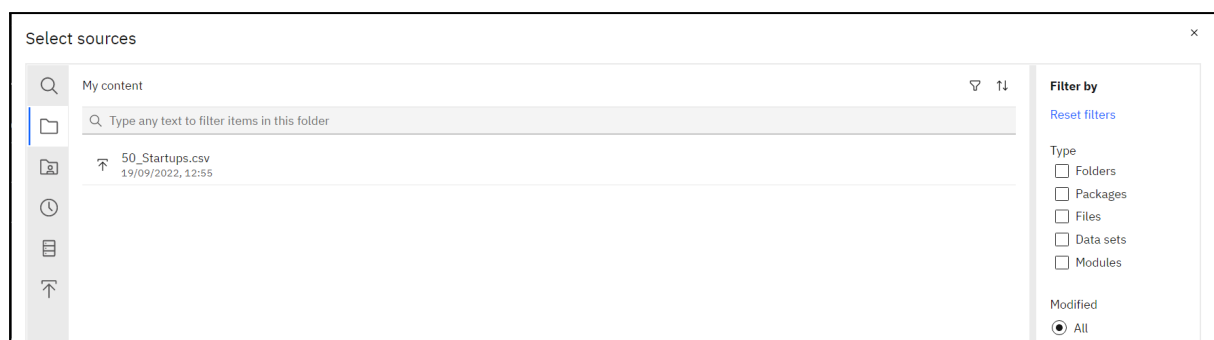 Select sources
×
My content
Filter by
Reset filters
Type any text to filter items in this folder
50_Startups.csv
19/09/2022, 12:55
Type
Folders
Packages
Files
Data sets
Modules
Modified
All